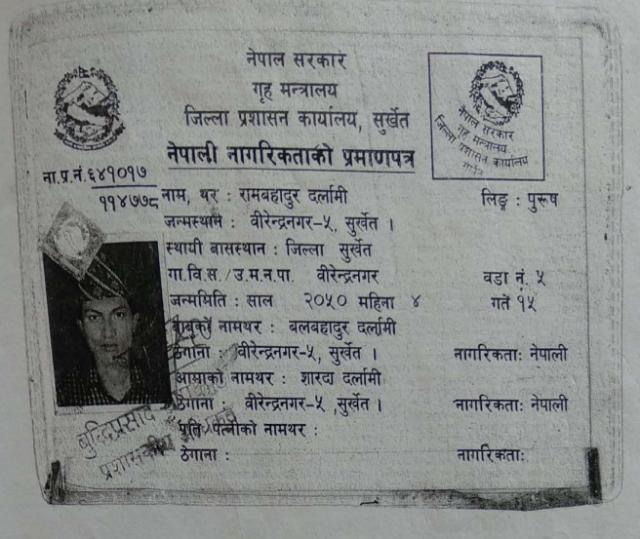 नेपाल सरकार
गृह मन्त्रालय
जिल्ला प्रशासन कार्यालय, सुर्खेत
नेपाली नागरिकताको प्रमाणपत्र
नेपाल सरकार
गृह मन्त्रालय
जिल्ला प्रशासन कार्यालय
ना.प्र.नं. ६४१०१७
११४७७८
नाम, थर : रामबहादुर दर्लामी लिङ्ग : पुरूष
जन्मस्थान : वीरेन्द्रनगर-५, सुर्खेत ।
स्थायी बासस्थान : जिल्ला सुर्खेत
गा.वि.स./उ.म.न.पा. वीरेन्द्रनगर वडा नं. ५
जन्ममिति : साल २०५० महिना ४ गते १५
बाबुको नामथर : बलबहादुर दर्लामी
ठेगाना : वीरेन्द्रनगर-५, सुर्खेत । नागरिकताः नेपाली
आमाको नामथर : शारदा दर्लामी
ठेगाना : वीरेन्द्रनगर-५ ,सुर्खेत । नागरिकताः नेपाली
पति/पत्नीको नामथर :
ठेगाना : नागरिकताः
बुद्धिप्रसाद
प्रशासकीय